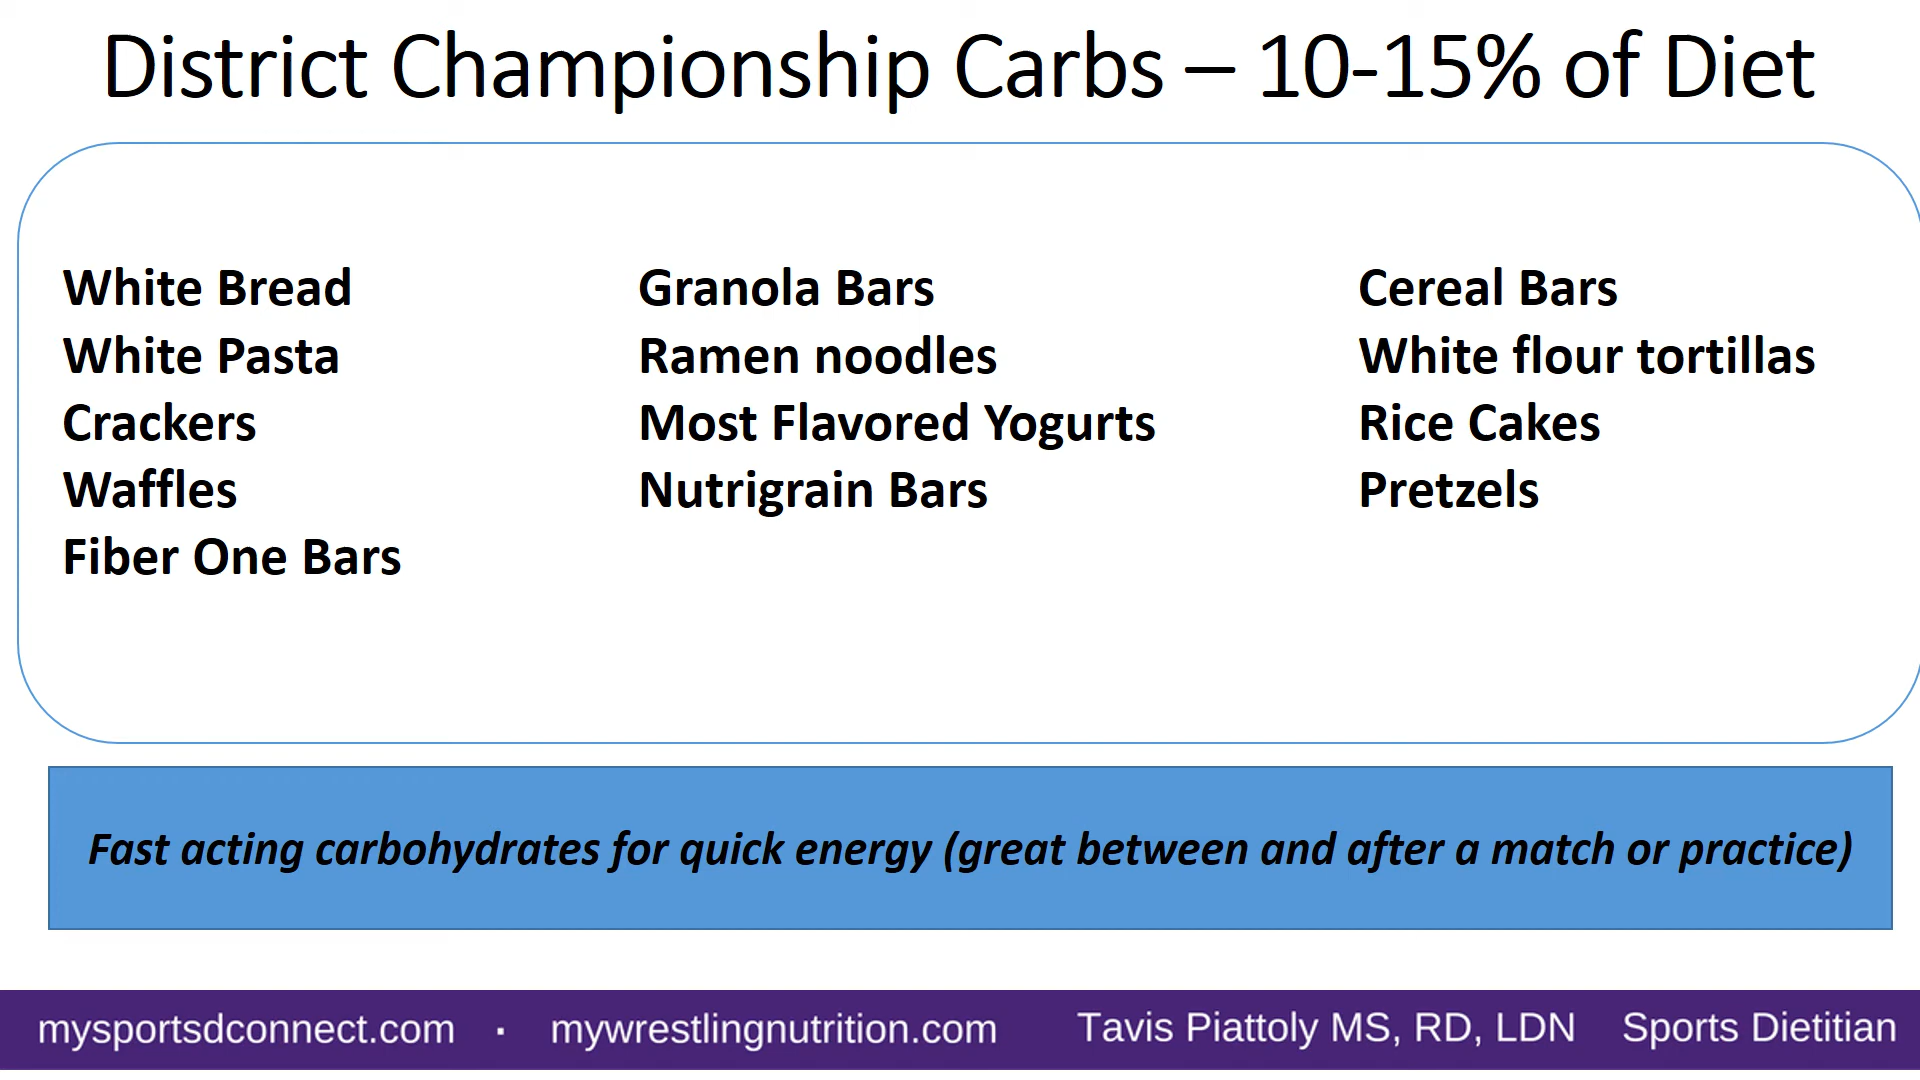 District Championship Carbs – 10-15% of Diet
White Bread
White Pasta
Crackers
Waffles
Fiber One Bars
Granola Bars
Ramen noodles
Most Flavored Yogurts
Nutrigrain Bars
Cereal Bars
White flour tortillas
Rice Cakes
Pretzels
Fast acting carbohydrates for quick energy (great between and after a match or practice)
mysportsdconnect.com · mywrestlingnutrition.com Tavis Piattoly MS, RD, LDN Sports Dietitian